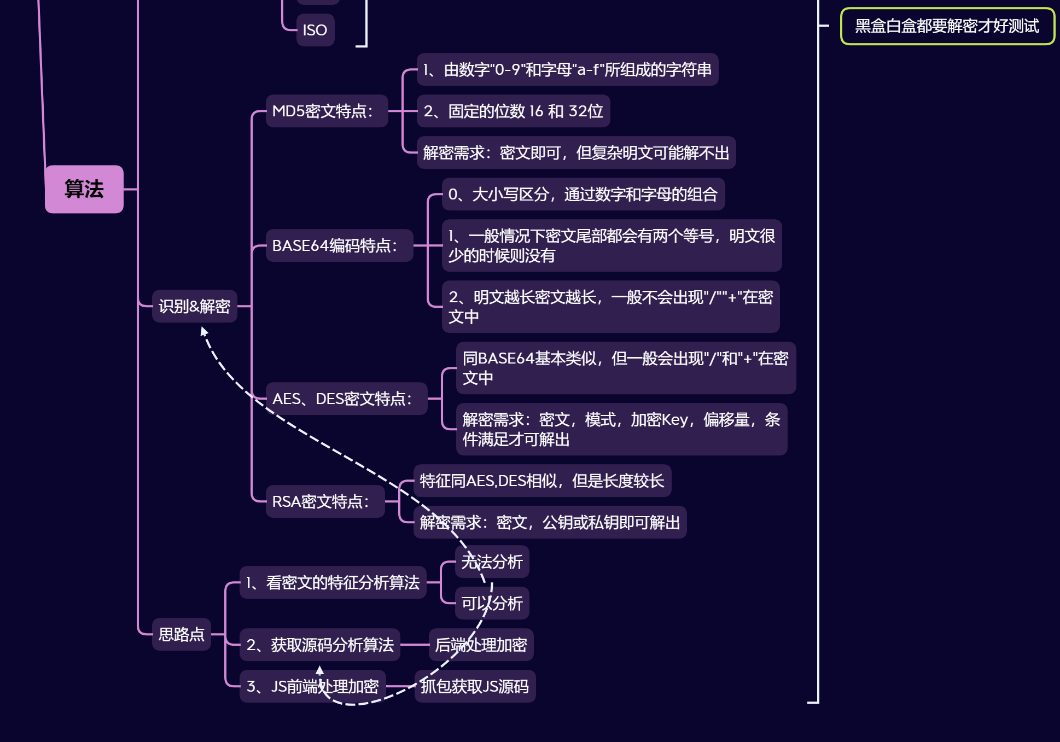 ISO
黑盒白盒都要解密才好测试
算法
识别&解密
MD5密文特点：
1、由数字"0-9"和字母"a-f"所组成的字符串
2、固定的位数 16 和 32位
解密需求：密文即可，但复杂明文可能解不出
BASE64编码特点：
0、大小写区分，通过数字和字母的组合
1、一般情况下密文尾部都会有两个等号，明文很
少的时候则没有
2、明文越长密文越长，一般不会出现"/""+"在密
文中
AES、DES密文特点：
同BASE64基本类似，但一般会出现"/"和"+"在密
文中
解密需求：密文，模式，加密Key，偏移量，条
件满足才可解出
RSA密文特点：
特征同AES,DES相似，但是长度较长
解密需求：密文，公钥或私钥即可解出
思路点
1、看密文的特征分析算法
无法分析
可以分析
2、获取源码分析算法
后端处理加密
3、JS前端处理加密
抓包获取JS源码